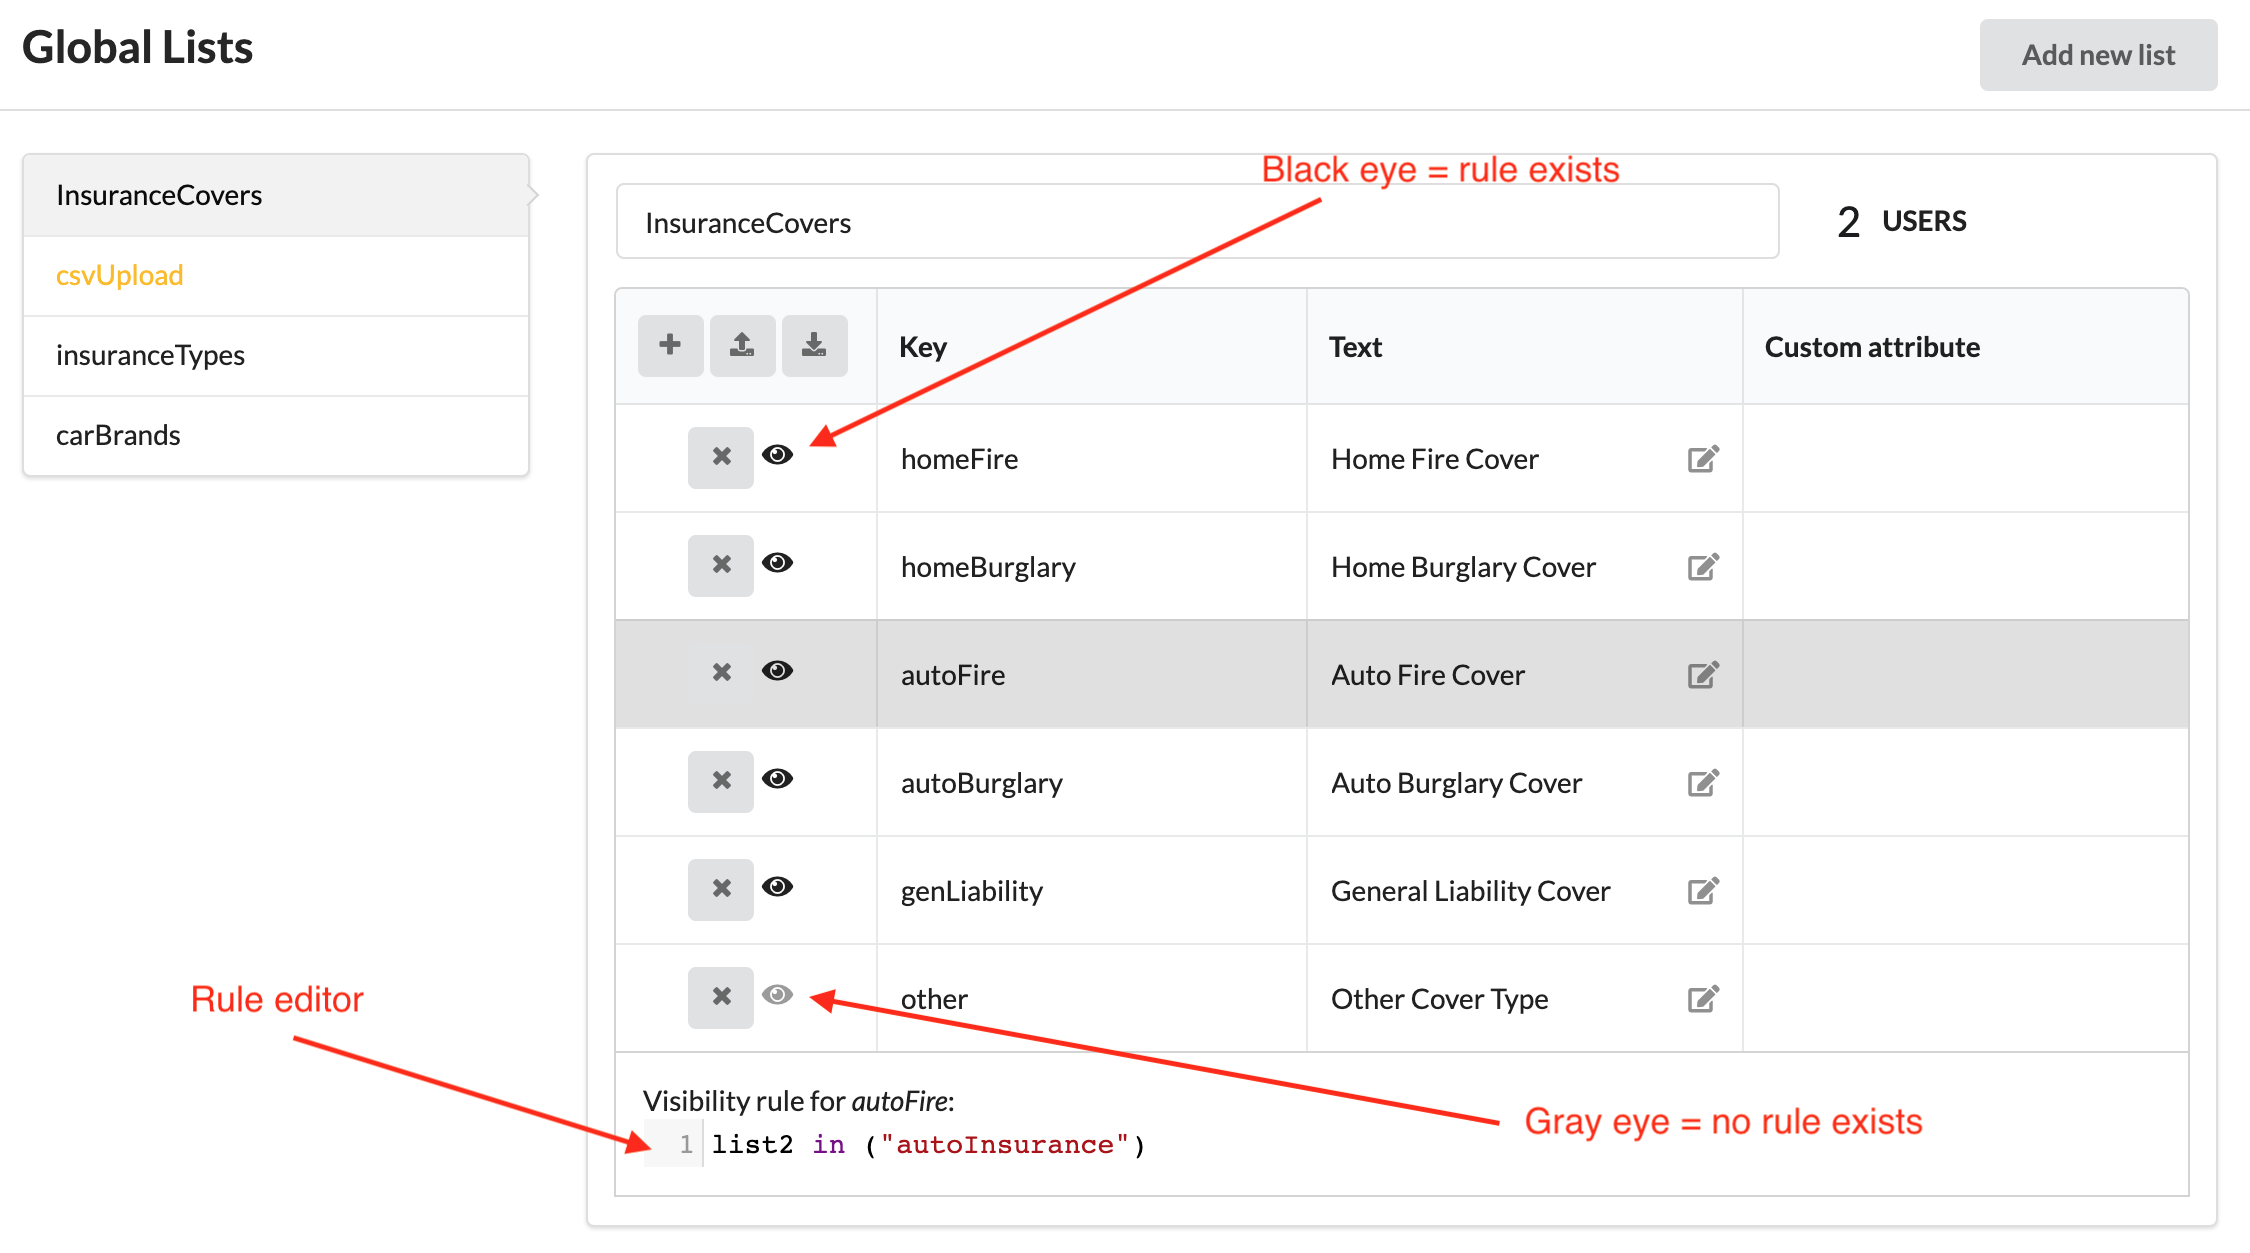 Global Lists
Add new list
InsuranceCovers
csvUpload
insuranceTypes
carBrands
Black eye = rule exists
InsuranceCovers
2 USERS
Key Text Custom attribute
homeFire Home Fire Cover
homeBurglary Home Burglary Cover
autoFire Auto Fire Cover
autoBurglary Auto Burglary Cover
genLiability General Liability Cover
other Other Cover Type
Rule editor
Visibility rule for autoFire:
1 list2 in ("autoInsurance")
Gray eye = no rule exists